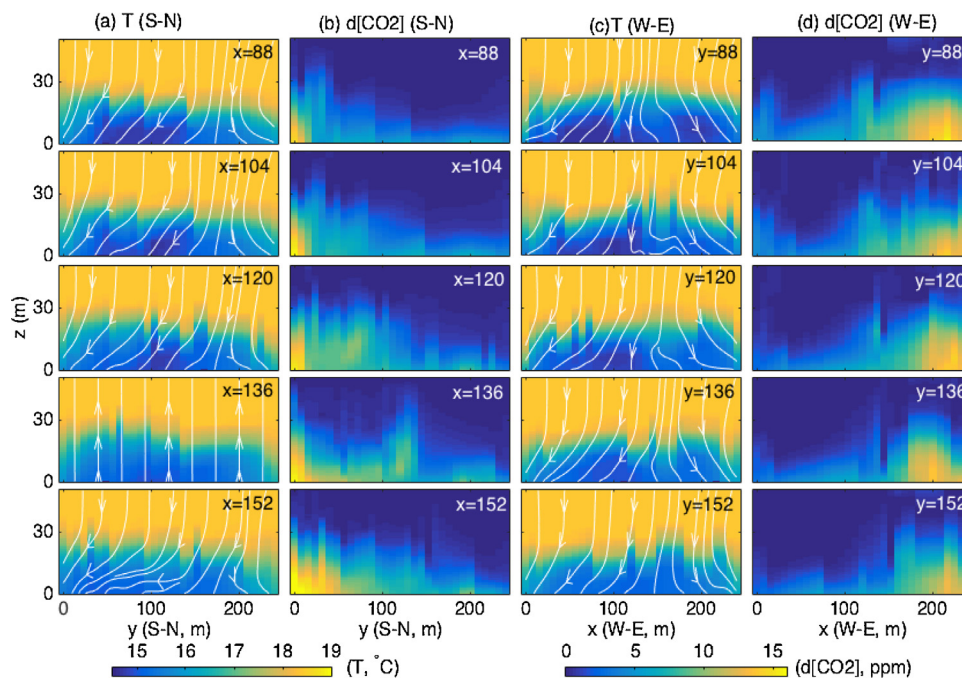 (a) T (S-N) (b) d[CO2] (S-N) (c)T (W-E) (d) d[CO2] (W-E)
30 x=88 x=88 y=88 y=88
0
30 x=104 x=104 y=104 y=104
0
z (m)
30 x=120 x=120 y=120 y=120
0
30 x=136 x=136 y=136 y=136
0
30 x=152 x=152 y=152 y=152
0
0 100 200 0 100 200 0 100 200 0 100 200
y (S-N, m) y (S-N, m) x (W-E, m) x (W-E, m)
15 16 17 18 19 0 5 10 15
(T, °C) (d[CO2], ppm)